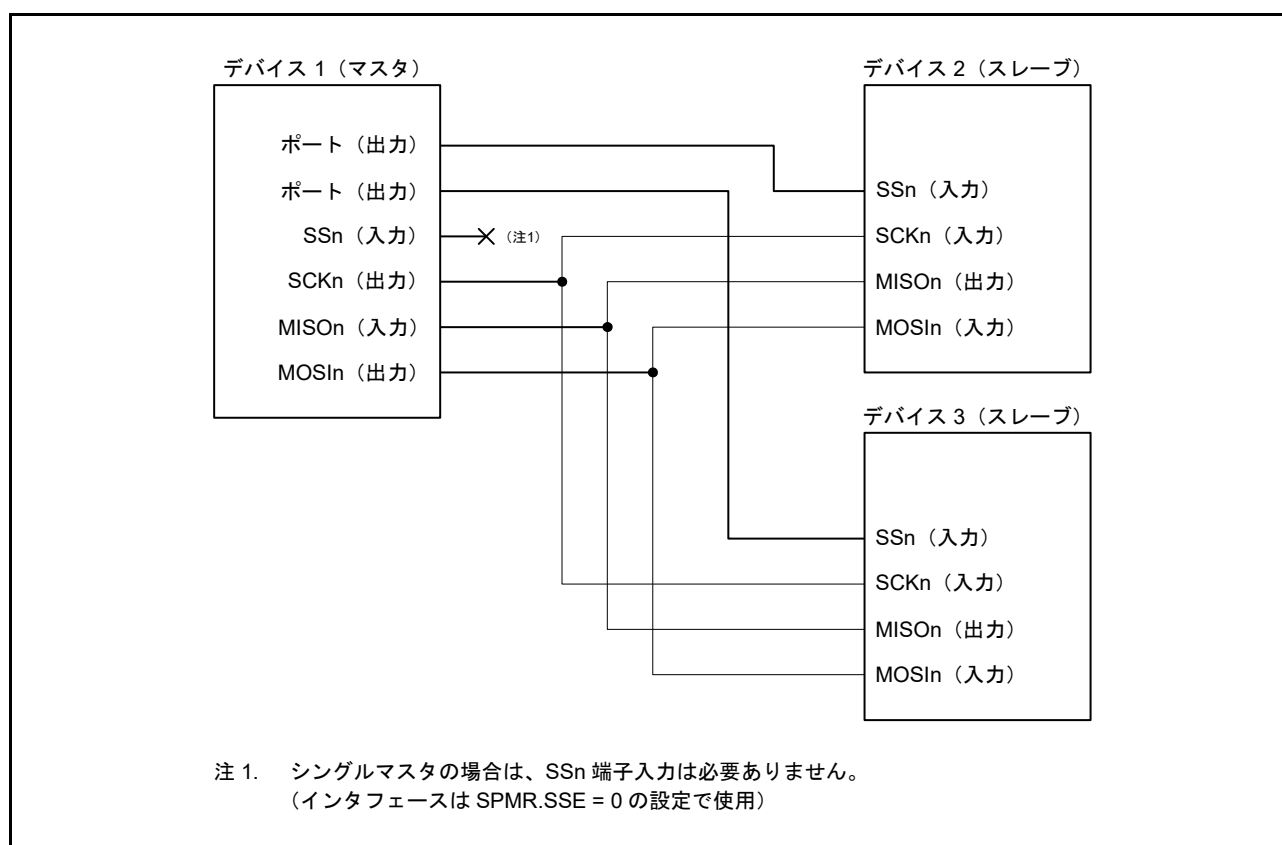 デバイス 1（マスタ）
ポート（出力）
ポート（出力）
SSn（入力）
（注1）
SCKn（出力）
MISOn（入力）
MOSIn（出力）
デバイス 2（スレーブ）
SSn（入力）
SCKn（入力）
MISOn（出力）
MOSIn（入力）
デバイス 3（スレーブ）
SSn（入力）
SCKn（入力）
MISOn（出力）
MOSIn（入力）
注 1. シングルマスタの場合は、SSn 端子入力は必要ありません。
（インタフェースは SPMR.SSE = 0 の設定で使用）